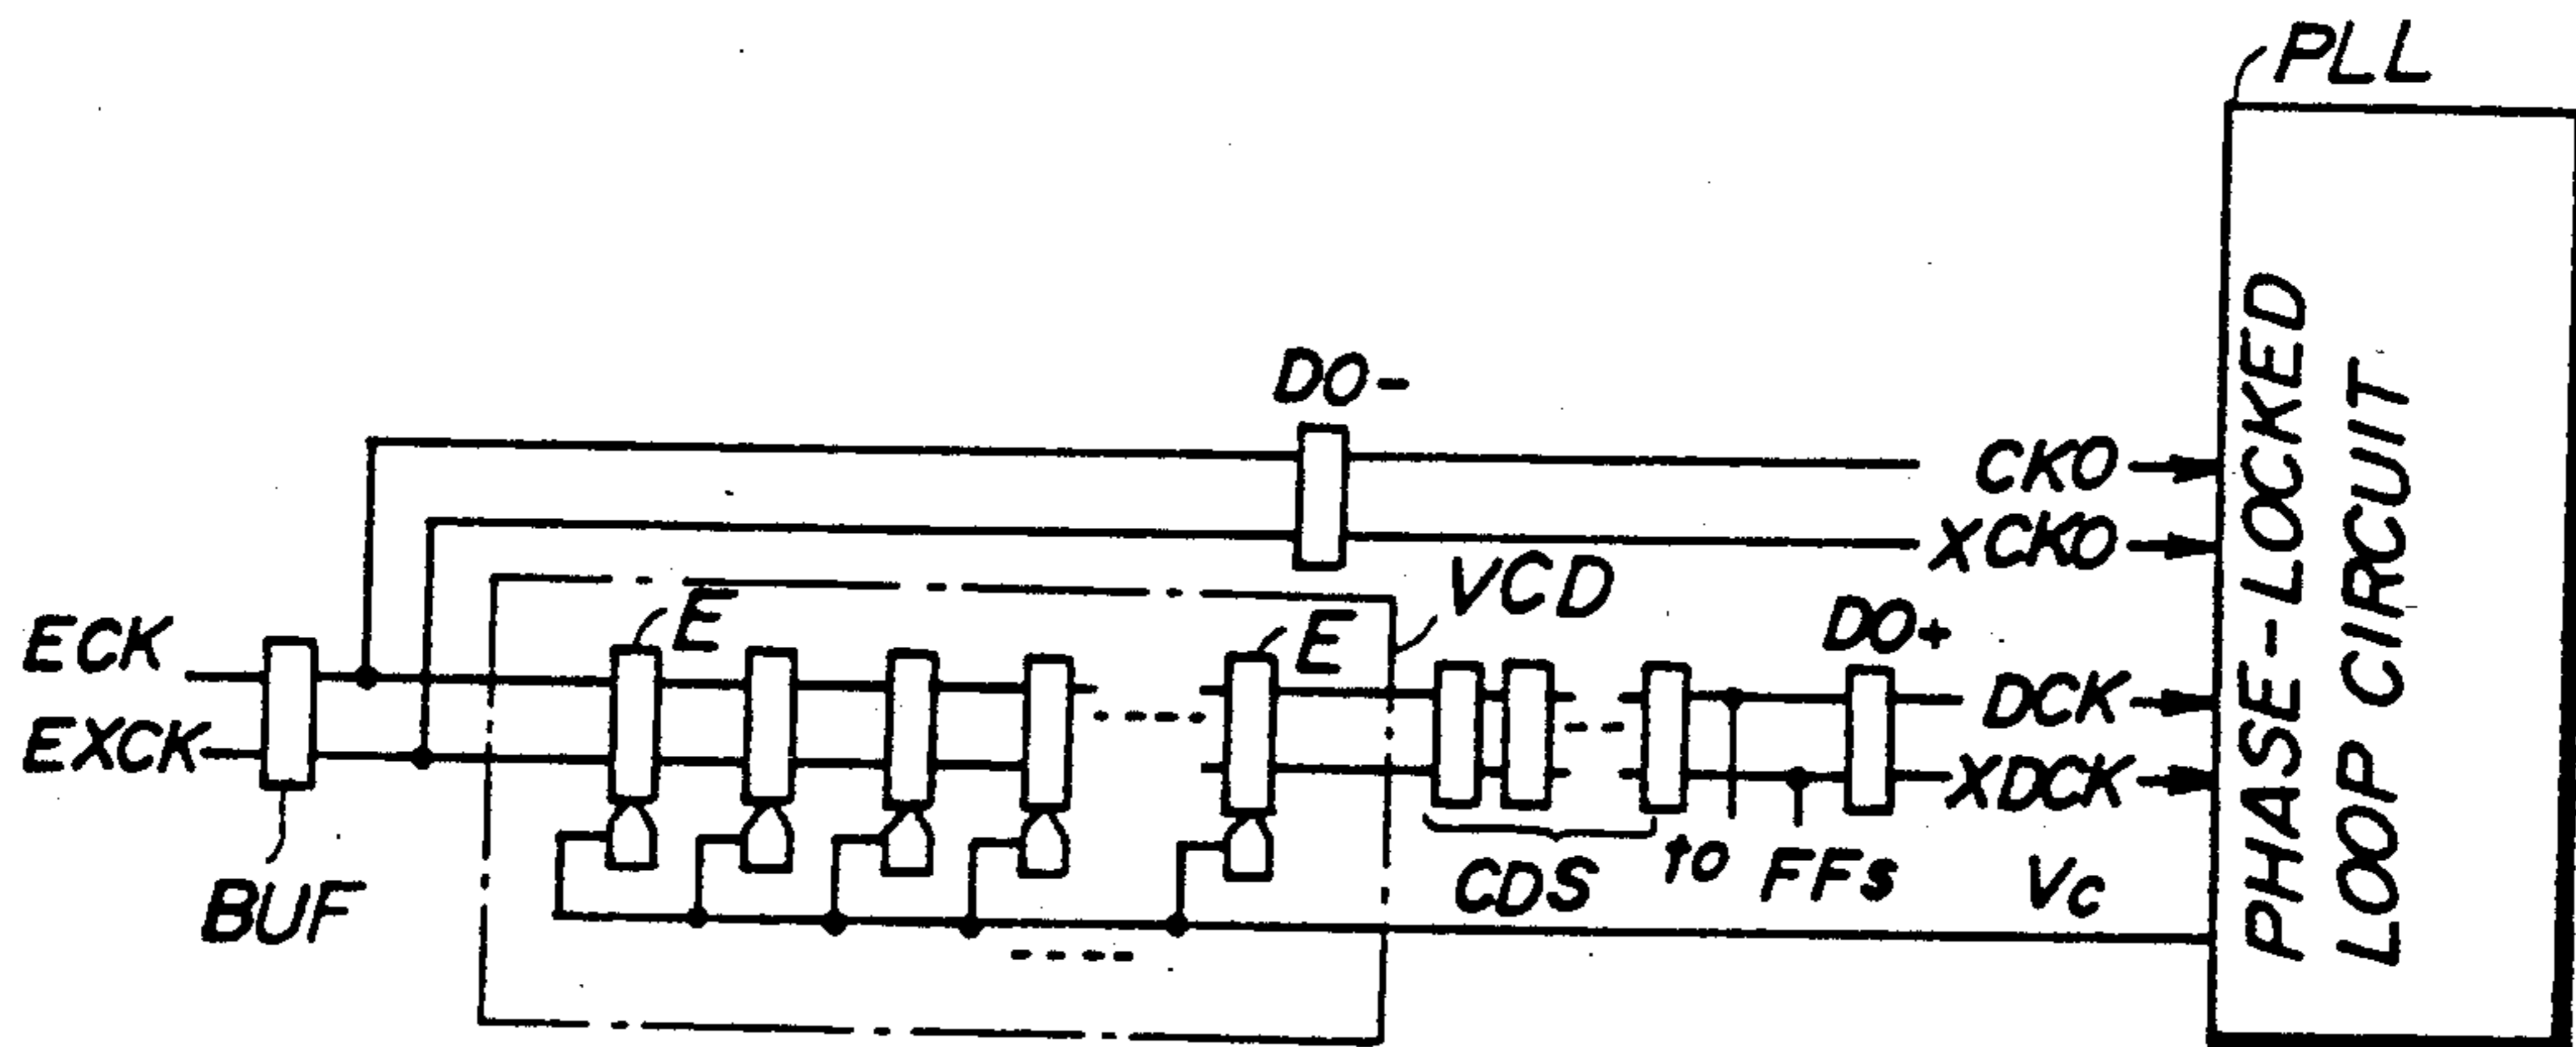 PLL
PHASE-LOCKED
LOOP CIRCUIT
DO-
CKO
XCKO
VCD
E
E
DO+
ECK
EXCK
DCK
XDCK
BUF
CDS
to FFs
Vc